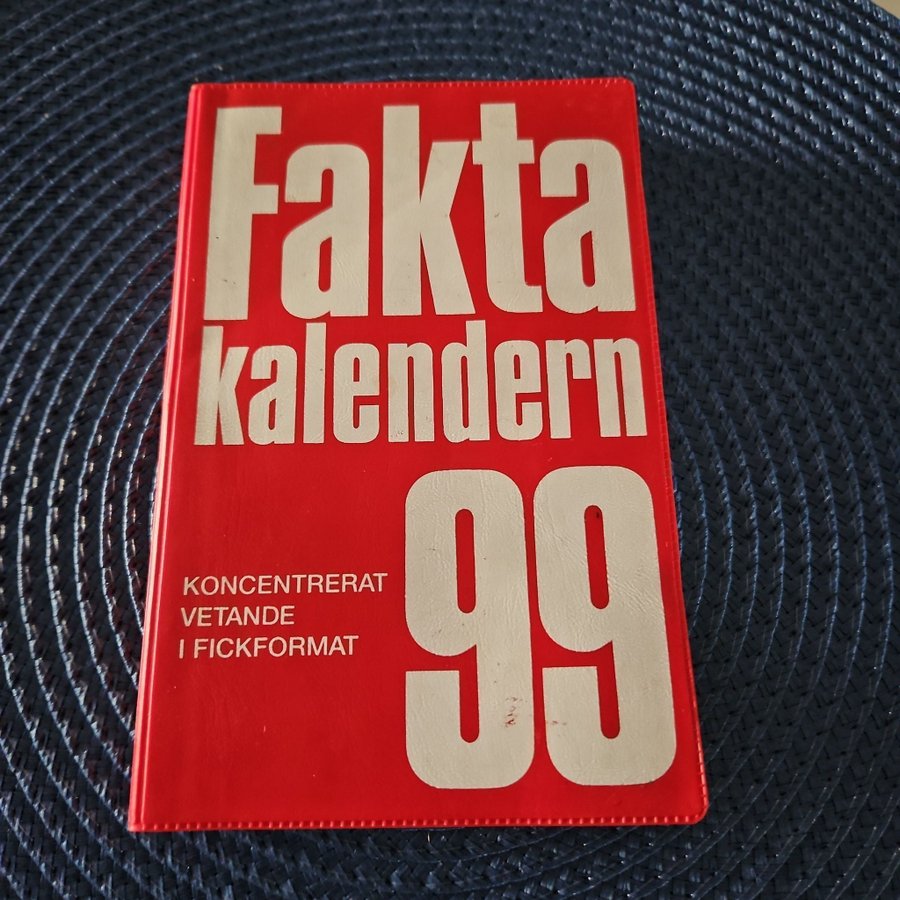 Fakta
kalendern
99
KONCENTRERAT
VETANDE
I FICKFORMAT